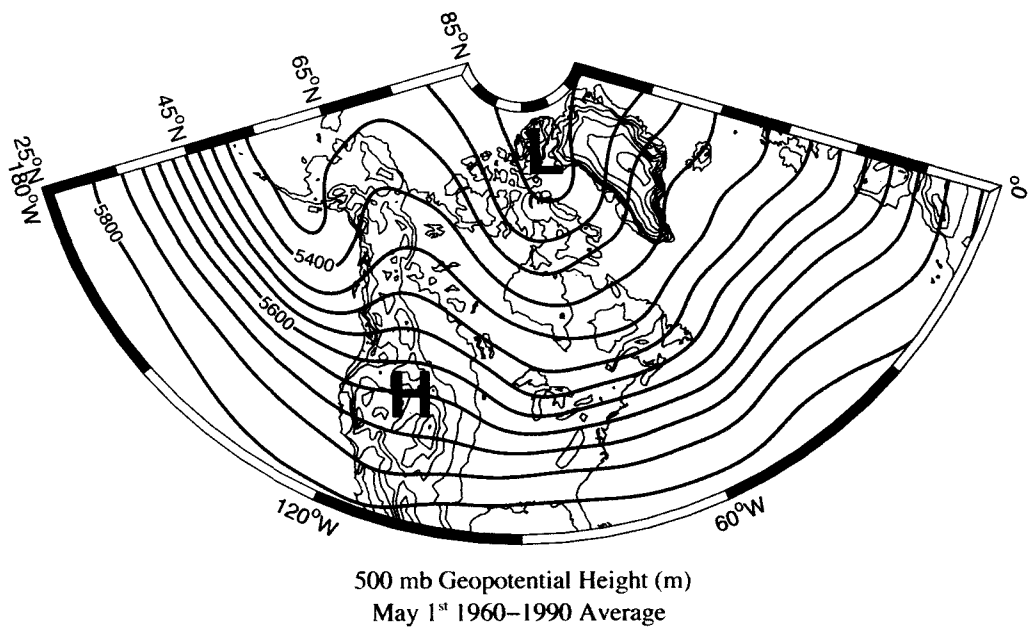 85°N
65°N
45°N
25°N
180°W
0°
L
5800
5400
5600
H
120°W
60°W
500 mb Geopotential Height (m)
May 1st 1960–1990 Average